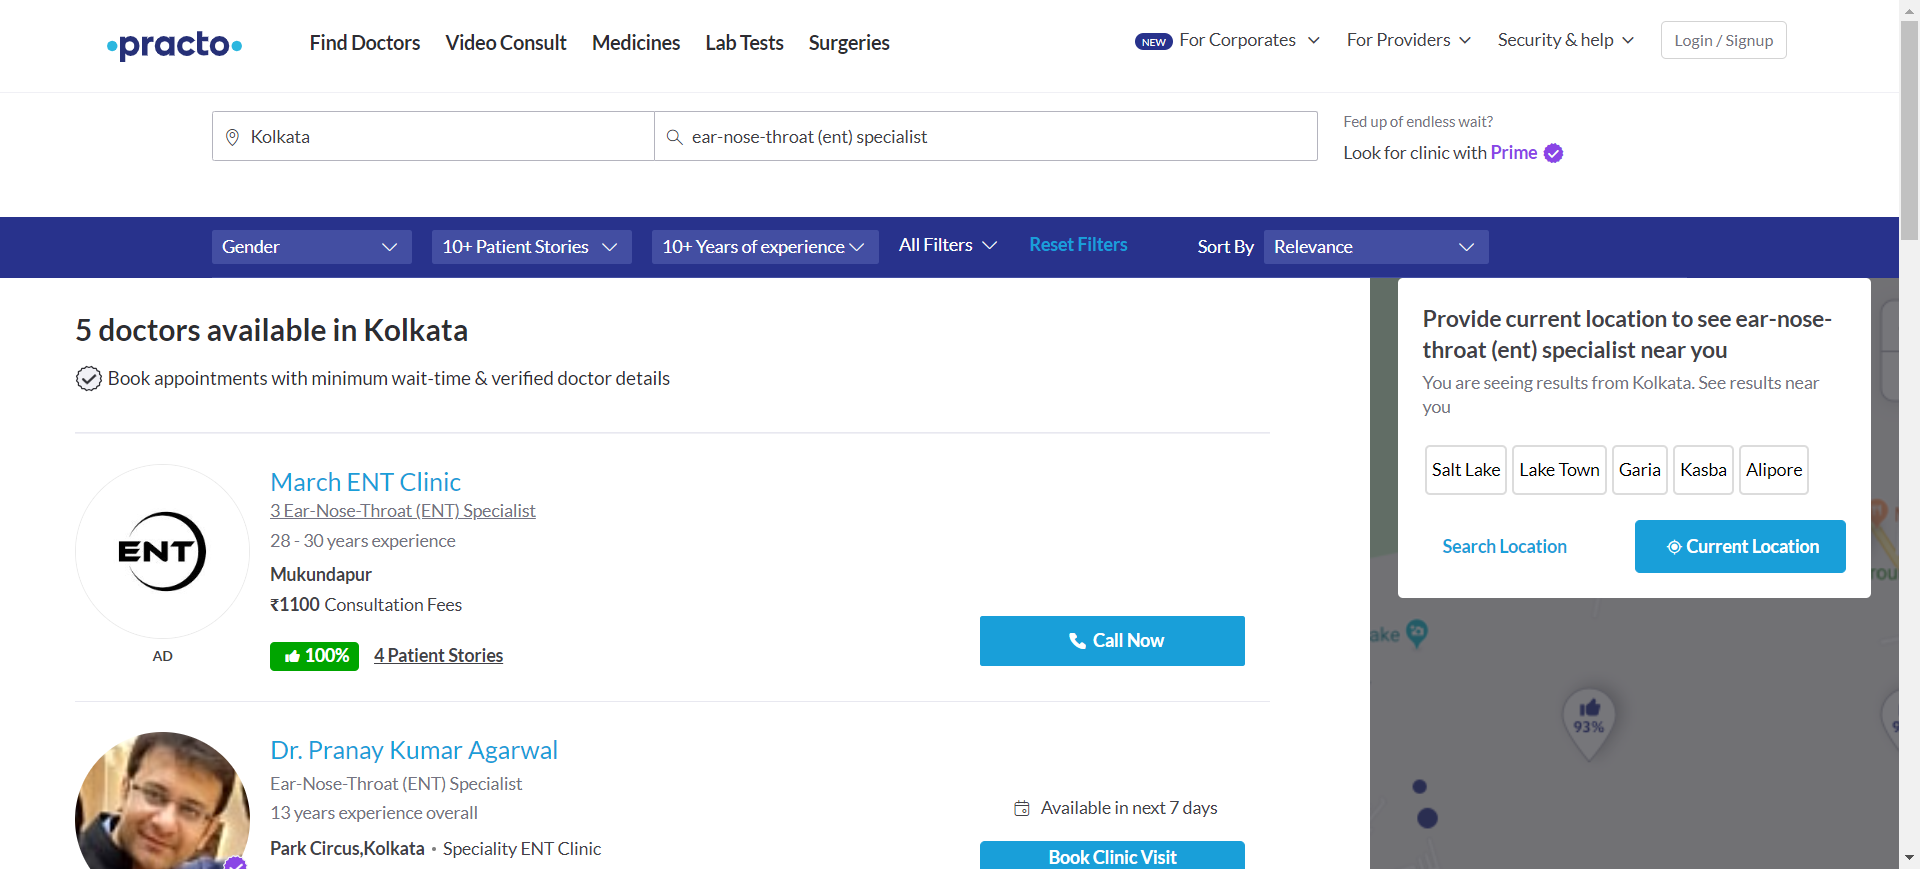 practo
Find Doctors
Video Consult
Medicines
Lab Tests
Surgeries
NEW For Corporates
For Providers
Security & help
Login / Signup
Kolkata
ear-nose-throat (ent) specialist
Fed up of endless wait?
Look for clinic with Prime
Gender
10+ Patient Stories
10+ Years of experience
All Filters
Reset Filters
Sort By
Relevance
5 doctors available in Kolkata
Book appointments with minimum wait-time & verified doctor details
ENT
AD
March ENT Clinic
3 Ear-Nose-Throat (ENT) Specialist
28 - 30 years experience
Mukundapur
₹1100 Consultation Fees
100%
4 Patient Stories
Call Now
Dr. Pranay Kumar Agarwal
Ear-Nose-Throat (ENT) Specialist
13 years experience overall
Park Circus,Kolkata • Speciality ENT Clinic
Available in next 7 days
Book Clinic Visit
Provide current location to see ear-nose-
throat (ent) specialist near you
You are seeing results from Kolkata. See results near
you
Salt Lake
Lake Town
Garia
Kasba
Alipore
Search Location
Current Location
93%